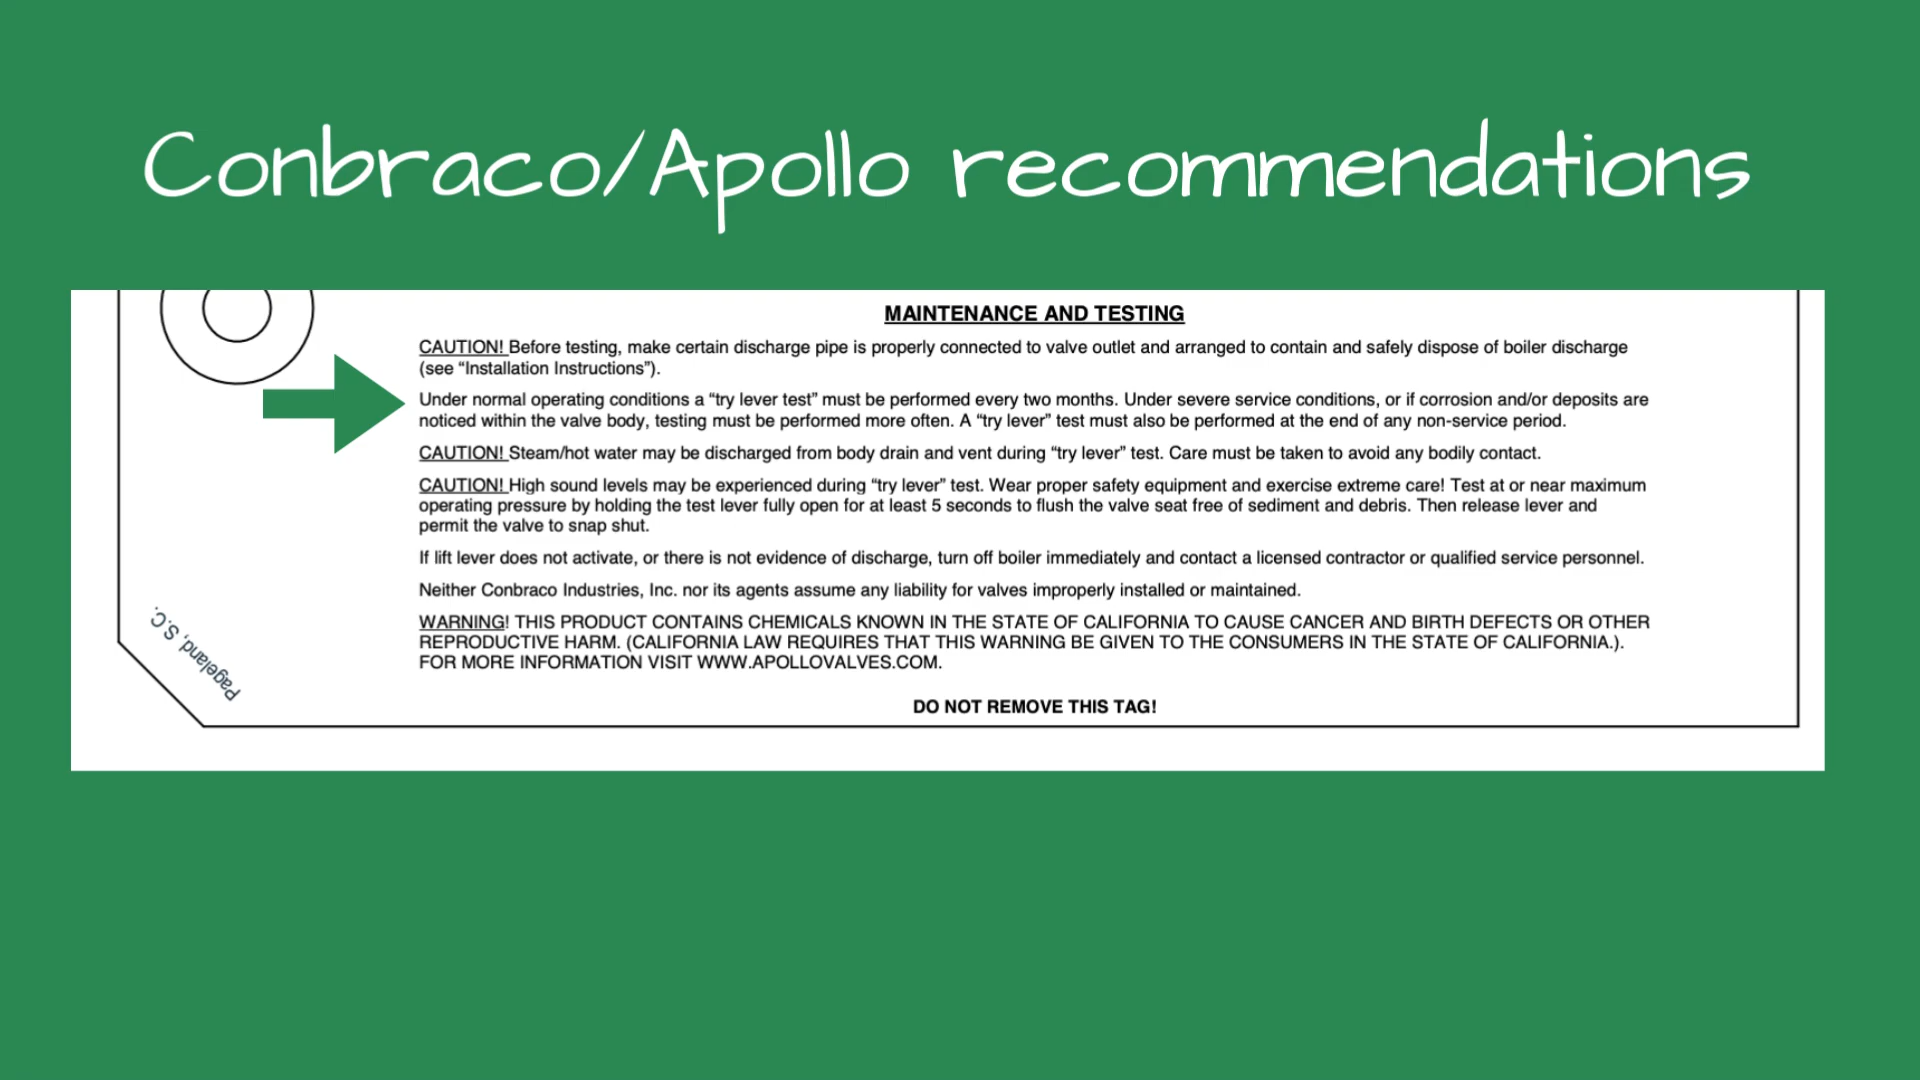 Conbraco/Apollo recommendations
MAINTENANCE AND TESTING
CAUTION! Before testing, make certain discharge pipe is properly connected to valve outlet and arranged to contain and safely dispose of boiler discharge
(see “Installation Instructions”).
Under normal operating conditions a “try lever test” must be performed every two months. Under severe service conditions, or if corrosion and/or deposits are
noticed within the valve body, testing must be performed more often. A “try lever” test must also be performed at the end of any non-service period.
CAUTION! Steam/hot water may be discharged from body drain and vent during “try lever” test. Care must be taken to avoid any bodily contact.
CAUTION! High sound levels may be experienced during “try lever” test. Wear proper safety equipment and exercise extreme care! Test at or near maximum
operating pressure by holding the test lever fully open for at least 5 seconds to flush the valve seat free of sediment and debris. Then release lever and
permit the valve to snap shut.
If lift lever does not activate, or there is not evidence of discharge, turn off boiler immediately and contact a licensed contractor or qualified service personnel.
Neither Conbraco Industries, Inc. nor its agents assume any liability for valves improperly installed or maintained.
WARNING! THIS PRODUCT CONTAINS CHEMICALS KNOWN IN THE STATE OF CALIFORNIA TO CAUSE CANCER AND BIRTH DEFECTS OR OTHER
REPRODUCTIVE HARM. (CALIFORNIA LAW REQUIRES THAT THIS WARNING BE GIVEN TO THE CONSUMERS IN THE STATE OF CALIFORNIA.).
FOR MORE INFORMATION VISIT WWW.APOLLOVALVES.COM.
Pageland, S.C.
DO NOT REMOVE THIS TAG!